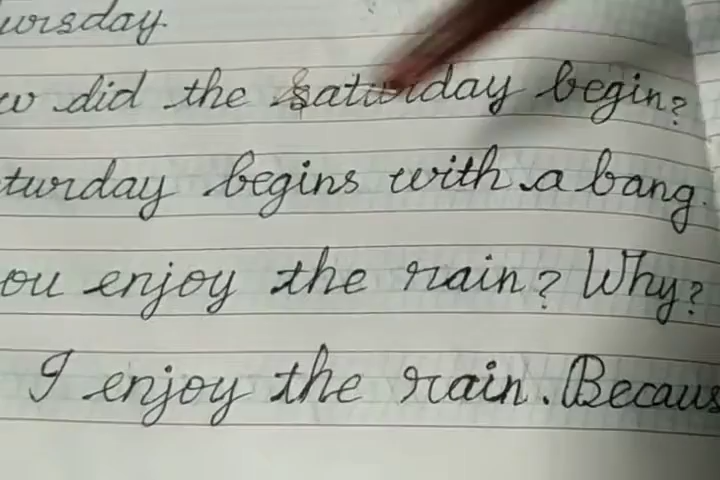 ursday
w did the Saturday begin?
turday begins with a bang.
ou enjoy the rain? Why?
I enjoy the rain. Becaus